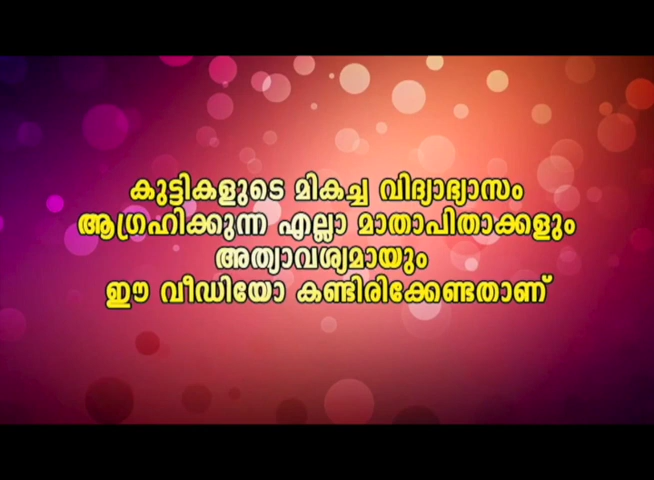 കുട്ടികളുടെ മികച്ച വിദ്യാഭ്യാസം
ആഗ്രഹിക്കുന്ന എല്ലാ മാതാപിതാക്കളും
അത്യാവശ്യമായും
ഈ വീഡിയോ കണ്ടിരിക്കേണ്ടതാണ്